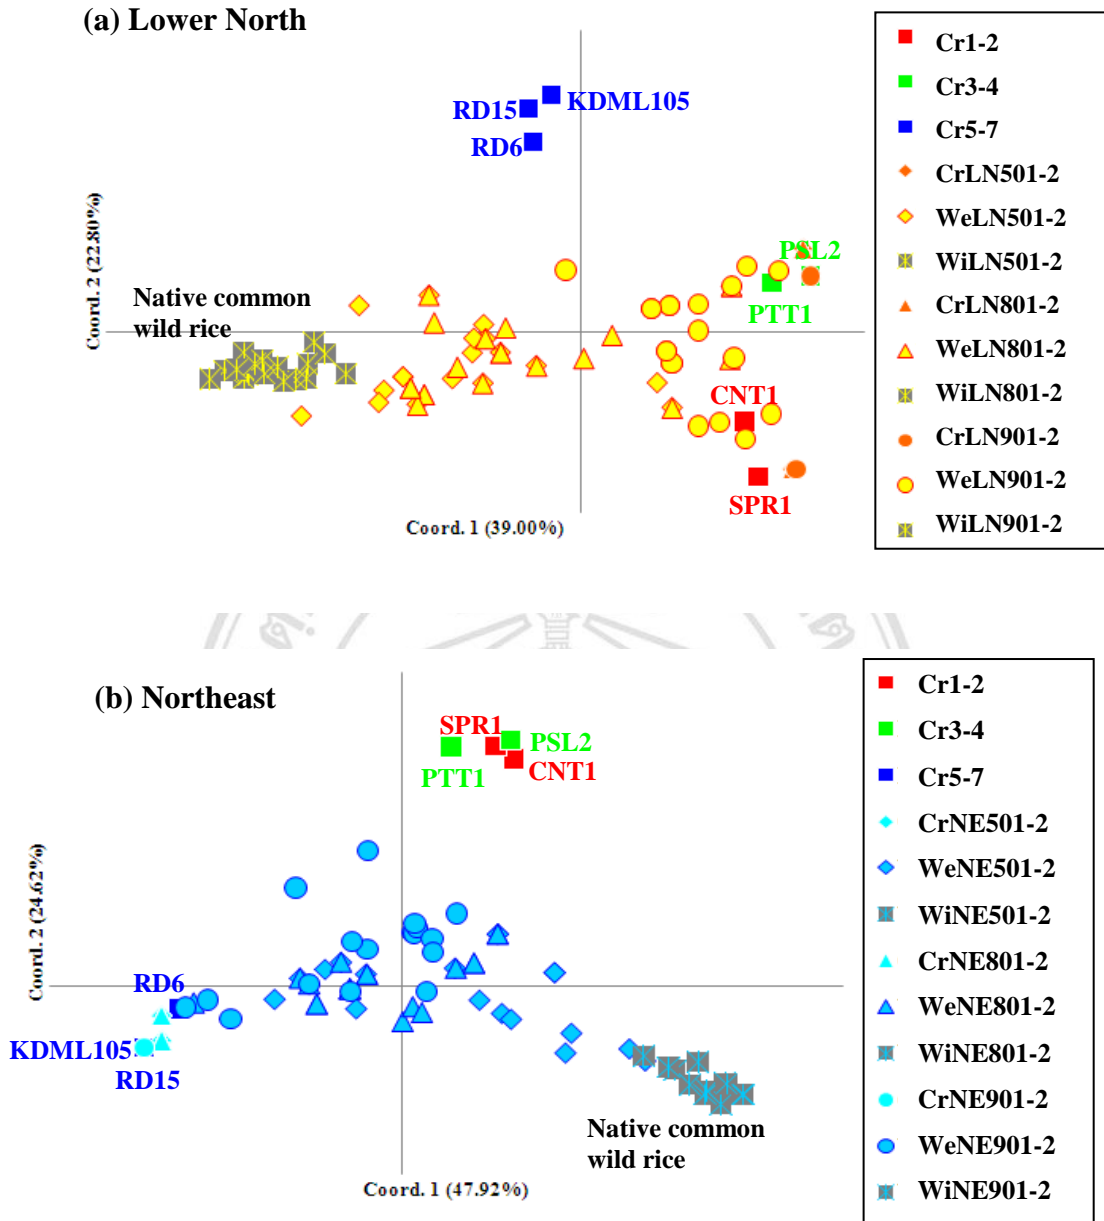 (a) Lower North
RD15
KDML105
RD6
PSL2
PTT1
Native common
wild rice
CNT1
SPR1
Coord. 2 (22.80%)
Coord. 1 (39.00%)
Cr1-2
Cr3-4
Cr5-7
CrLN501-2
WeLN501-2
WiLN501-2
CrLN801-2
WeLN801-2
WiLN801-2
CrLN901-2
WeLN901-2
WiLN901-2
(b) Northeast
SPR1
PSL2
PTT1
CNT1
RD6
KDML105
RD15
Native common
wild rice
Coord. 2 (24.62%)
Coord. 1 (47.92%)
Cr1-2
Cr3-4
Cr5-7
CrNE501-2
WeNE501-2
WiNE501-2
CrNE801-2
WeNE801-2
WiNE801-2
CrNE901-2
WeNE901-2
WiNE901-2